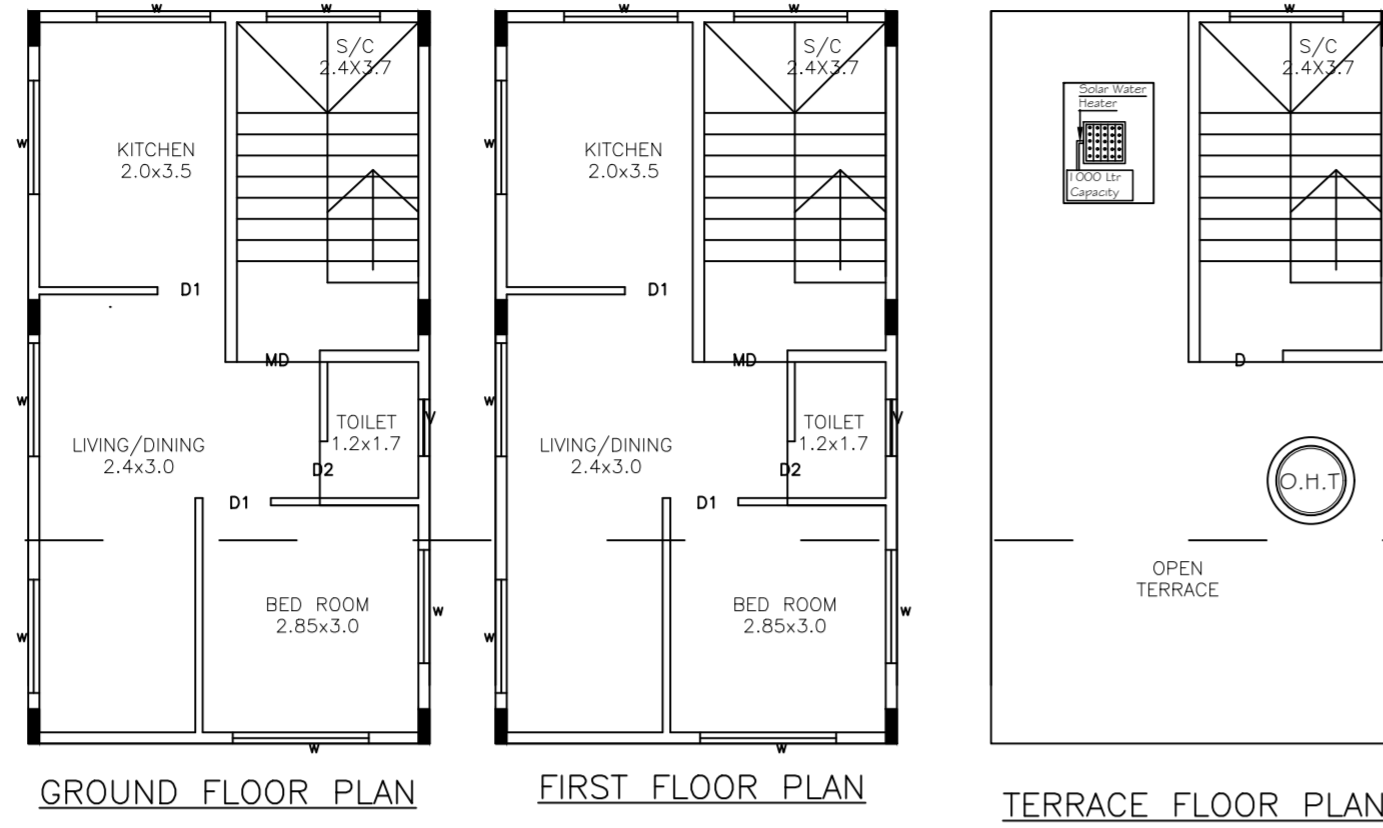 W
W
S/C
2.4X3.7
W
KITCHEN
2.0x3.5
D1
MD
W
TOILET
1.2x1.7
V
LIVING/DINING
2.4x3.0
D2
D1
BED ROOM
2.85x3.0
W
W
W
GROUND FLOOR PLAN
W
W
S/C
2.4X3.7
W
KITCHEN
2.0x3.5
D1
MD
W
TOILET
1.2x1.7
V
LIVING/DINING
2.4x3.0
D2
D1
BED ROOM
2.85x3.0
W
W
W
FIRST FLOOR PLAN
W
S/C
2.4X3.7
Solar Water
Heater
1000 Ltr
Capacity
D
O.H.T
OPEN
TERRACE
TERRACE FLOOR PLAN